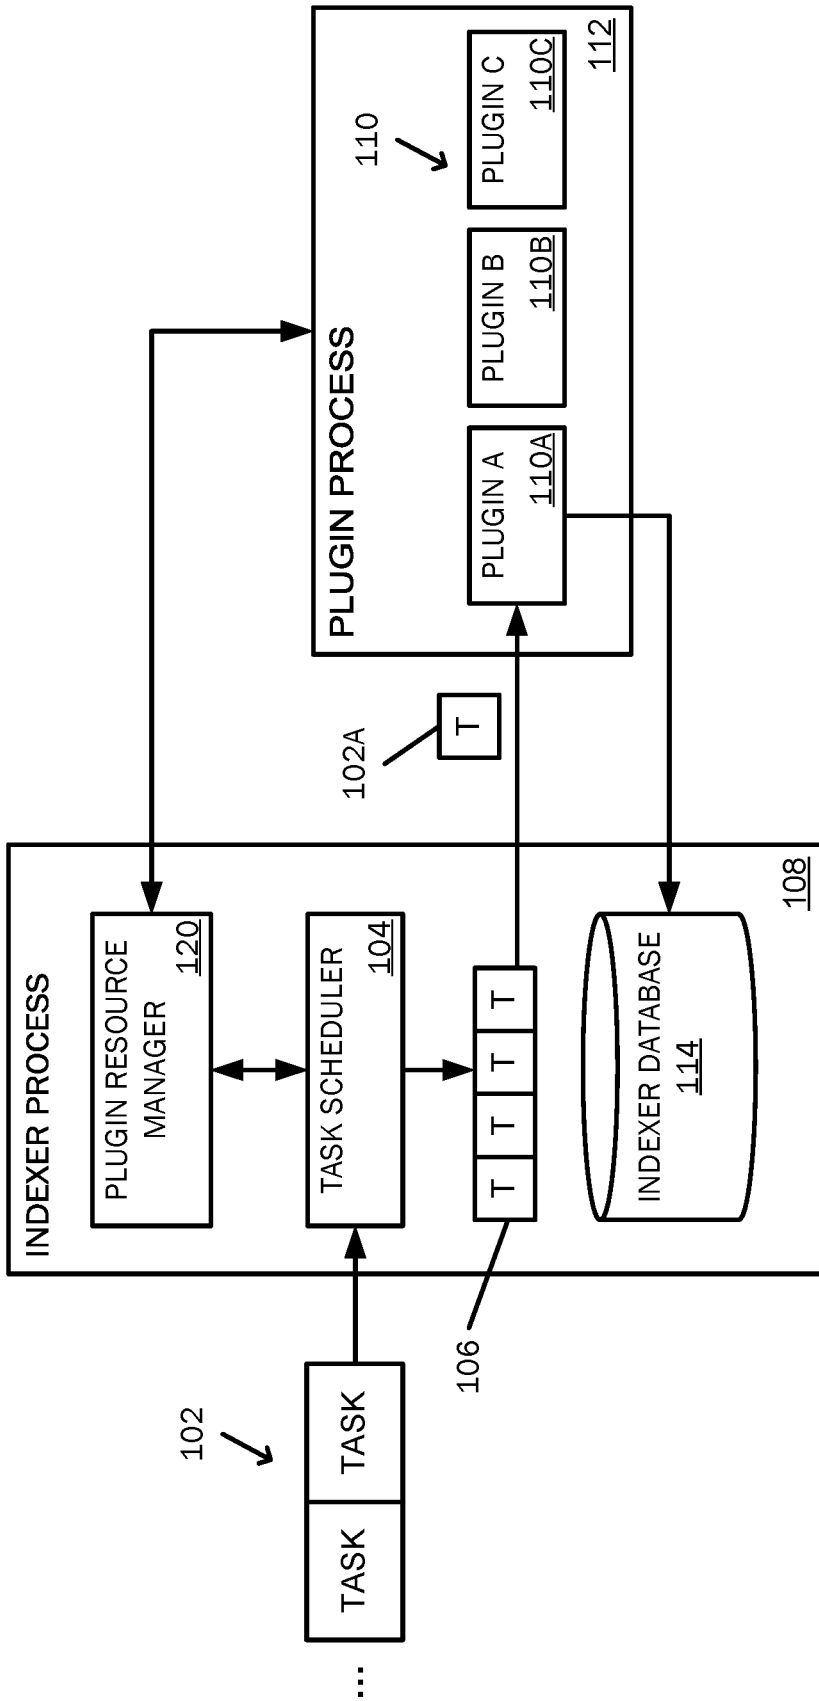 INDEXER PROCESS
PLUGIN RESOURCE
MANAGER
120
TASK SCHEDULER
104
102
... TASK TASK
106
T T T T
INDEXER DATABASE
114
108
102A
T
PLUGIN PROCESS
110
PLUGIN A
110A
PLUGIN B
110B
PLUGIN C
110C
112